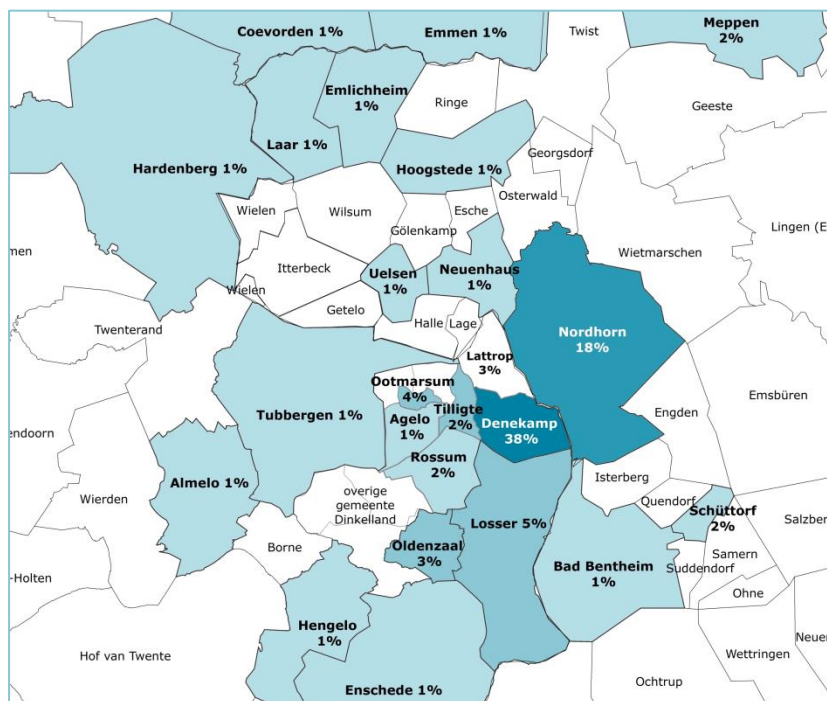 Coevorden 1%
Emmen 1%
Twist
Meppen
2%
Emlichheim
1%
Ringe
Geeste
Laar 1%
Hardenberg 1%
Hoogstede 1%
Georgsdorf
Osterwald
Wielen
Wilsum
Esche
Gölenkamp
Lingen (E
Wietmarschen
men
Itterbeck
Uelsen
1%
Neuenhaus
1%
Wielen
Getelo
Twenterand
Halle
Lage
Nordhorn
18%
Lattrop
3%
Ootmarsum
4%
Tilligte
2%
Denekamp
38%
Emsbüren
Tubbergen 1%
Agelo
1%
Engden
endoorn
Rossum
2%
Almelo 1%
Wierden
overige
gemeente
Dinkelland
Isterberg
Quendorf
Schüttorf
2%
Losser 5%
Salzber
Borne
Oldenzaal
3%
Bad Bentheim
1%
Samern
Suddendorf
-Holten
Ohne
Hengelo
1%
Neuer
Hof van Twente
Wettringen
Enschede 1%
Ochtrup